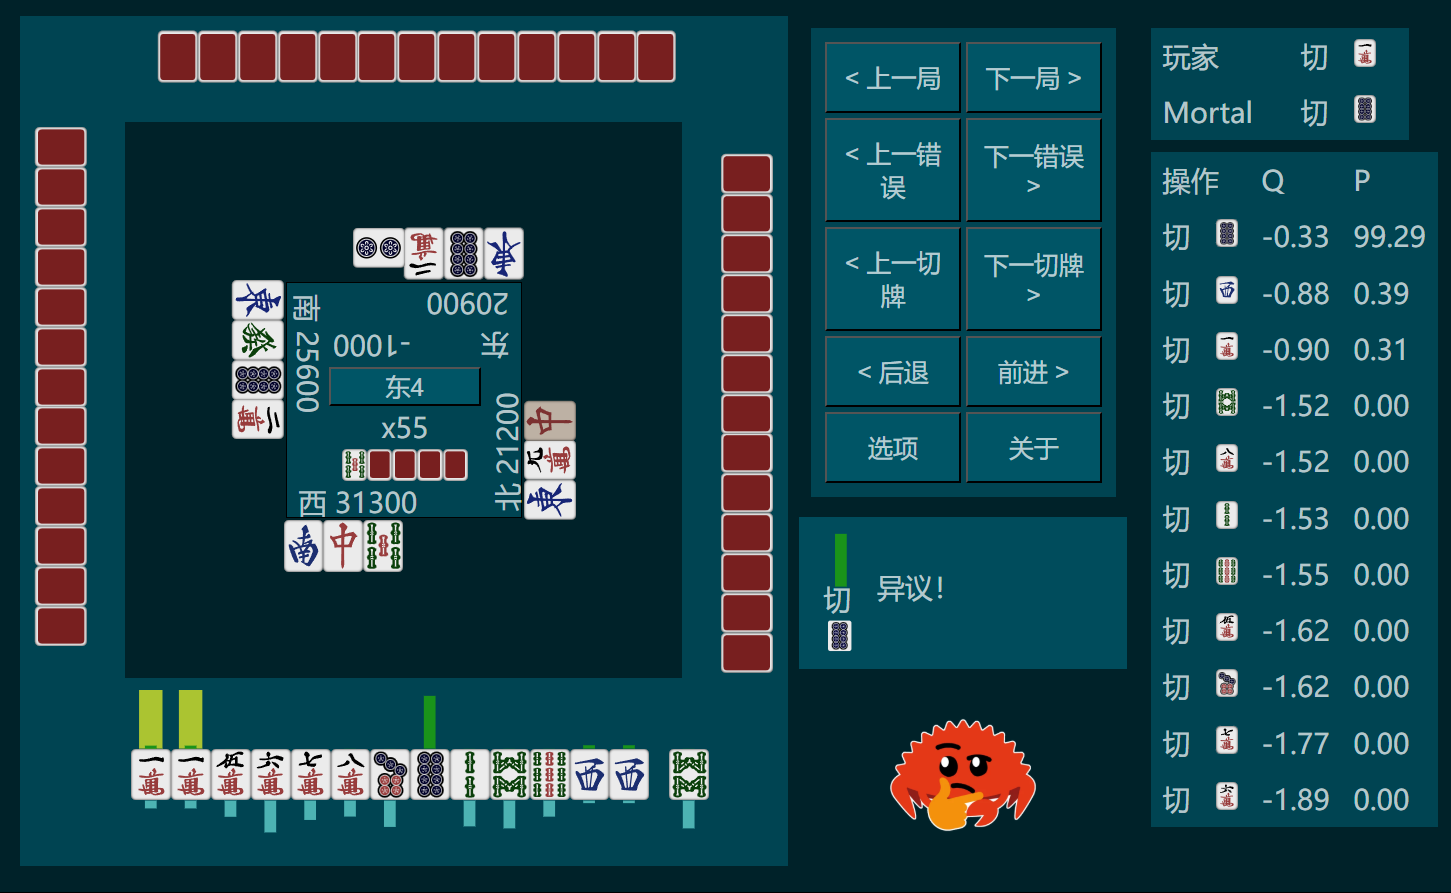 20900
东
-1000
南 25600
东4
x55
北 21200
西 31300
< 上一局
下一局 >
< 上一错误
下一错误 >
< 上一切牌
下一切牌 >
< 后退
前进 >
选项
关于
切
异议!
玩家 切
Mortal 切
操作 Q P
切 -0.33 99.29
切 -0.88 0.39
切 -0.90 0.31
切 -1.52 0.00
切 -1.52 0.00
切 -1.53 0.00
切 -1.55 0.00
切 -1.62 0.00
切 -1.62 0.00
切 -1.77 0.00
切 -1.89 0.00